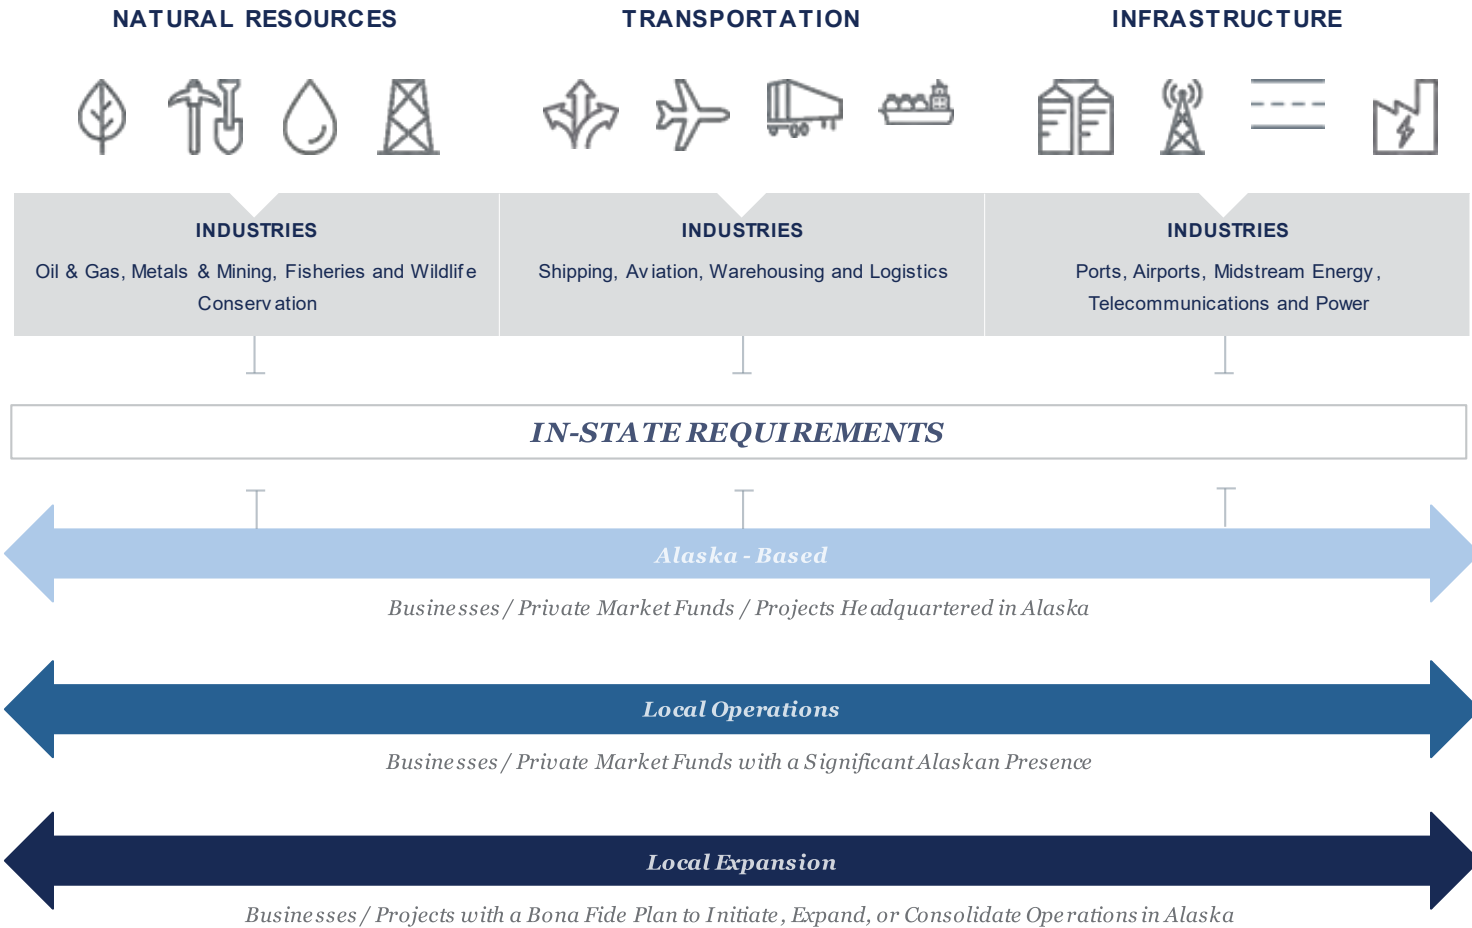 NATURAL RESOURCES
TRANSPORTATION
INFRASTRUCTURE
INDUSTRIES
Oil & Gas, Metals & Mining, Fisheries and Wildlife
Conservation
INDUSTRIES
Shipping, Aviation, Warehousing and Logistics
INDUSTRIES
Ports, Airports, Midstream Energy,
Telecommunications and Power
IN-STATE REQUIREMENTS
Alaska - Based
Businesses / Private Market Funds / Projects Headquartered in Alaska
Local Operations
Businesses / Private Market Funds with a Significant Alaskan Presence
Local Expansion
Businesses / Projects with a Bona Fide Plan to Initiate, Expand, or Consolidate Operations in Alaska